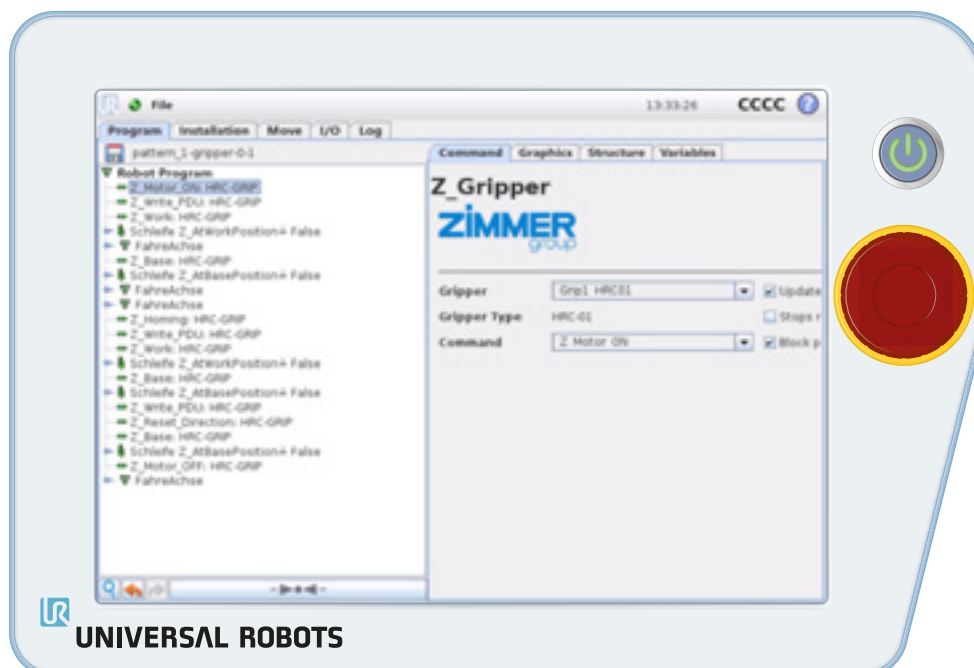 File 13:33:26 CCCC ?
Program Installation Move I/O Log
pattern_1-gripper-0-1
Command Graphics Structure Variables
Robot Program
Z_Motor_ON: HRC-GRIP
Z_Write_PDU: HRC-GRIP
Z_Work: HRC-GRIP
Schleife Z_AtWorkPosition≟ False
FahreAchse
Z_Base: HRC-GRIP
Schleife Z_AtBasePosition≟ False
FahreAchse
FahreAchse
Z_Homing: HRC-GRIP
Z_Write_PDU: HRC-GRIP
Z_Work: HRC-GRIP
Schleife Z_AtWorkPosition≟ False
Z_Base: HRC-GRIP
Schleife Z_AtBasePosition≟ False
Z_Write_PDU: HRC-GRIP
Z_Reset_Direction: HRC-GRIP
Z_Base: HRC-GRIP
Schleife Z_AtBasePosition≟ False
Z_Motor_OFF: HRC-GRIP
FahreAchse
Z_Gripper
ZIMMER
group
Gripper Grip1 HRC01 Update
Gripper Type HRC-01 Stops r
Command Z Motor ON Block p
UR
UNIVERSAL ROBOTS